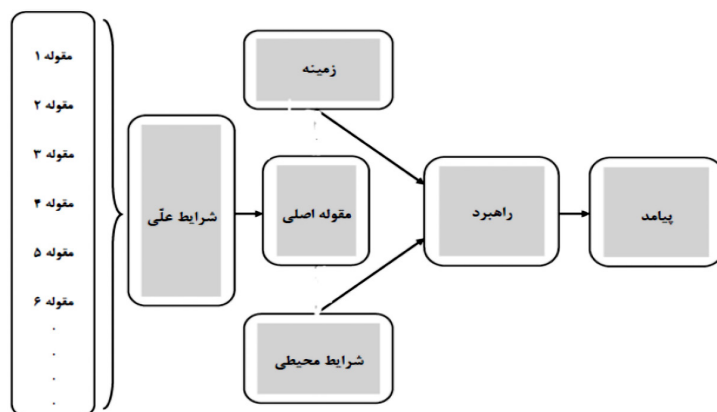 مقوله ۱
مقوله ۲
مقوله ۳
مقوله ۴
مقوله ۵
مقوله ۶
.
.
.
.
شرایط علّی
زمینه
مقوله اصلی
شرایط محیطی
راهبرد
پیامد